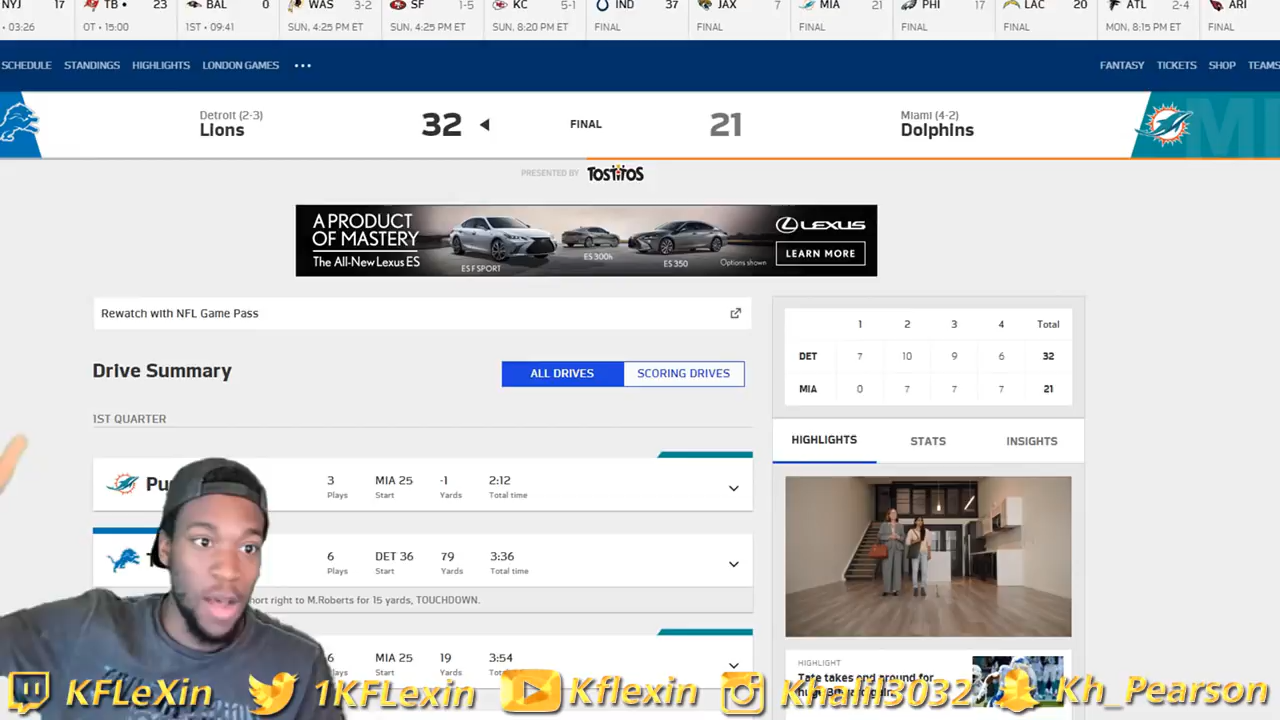 NYJ 17 TB • 23 BAL 0 WAS 3-2 SF 1-5 KC 5-1 IND 37 JAX 7 MIA 21 PHI 17 LAC 20 ATL 2-4 ARI
• 03:26 OT • 15:00 1ST • 09:41 SUN, 4:25 PM ET SUN, 4:25 PM ET SUN, 8:20 PM ET FINAL FINAL FINAL FINAL FINAL MON, 8:15 PM ET FINAL
SCHEDULE STANDINGS HIGHLIGHTS LONDON GAMES ••• FANTASY TICKETS SHOP TEAMS
Detroit (2-3)
Lions 32 ◀ FINAL 21
Miami (4-2)
Dolphins
PRESENTED BY TOSTITOS
A PRODUCT
OF MASTERY
The All-New Lexus ES
ES F SPORT
ES 300h
ES 350
Options shown
LEXUS
LEARN MORE
Rewatch with NFL Game Pass
Drive Summary ALL DRIVES SCORING DRIVES
1ST QUARTER
Pu 3 MIA 25 -1 2:12
Plays Start Yards Total time
6 DET 36 79 3:36
Plays Start Yards Total time
hort right to M.Roberts for 15 yards, TOUCHDOWN.
6 MIA 25 19 3:54
Plays Start Yards Total
1 2 3 4 Total
DET 7 10 9 6 32
MIA 0 7 7 7 21
HIGHLIGHTS STATS INSIGHTS
HIGHLIGHT
Tate takes end around for
KFLeXin 1KFLexin Kflexin Kham3032 Kh_Pearson